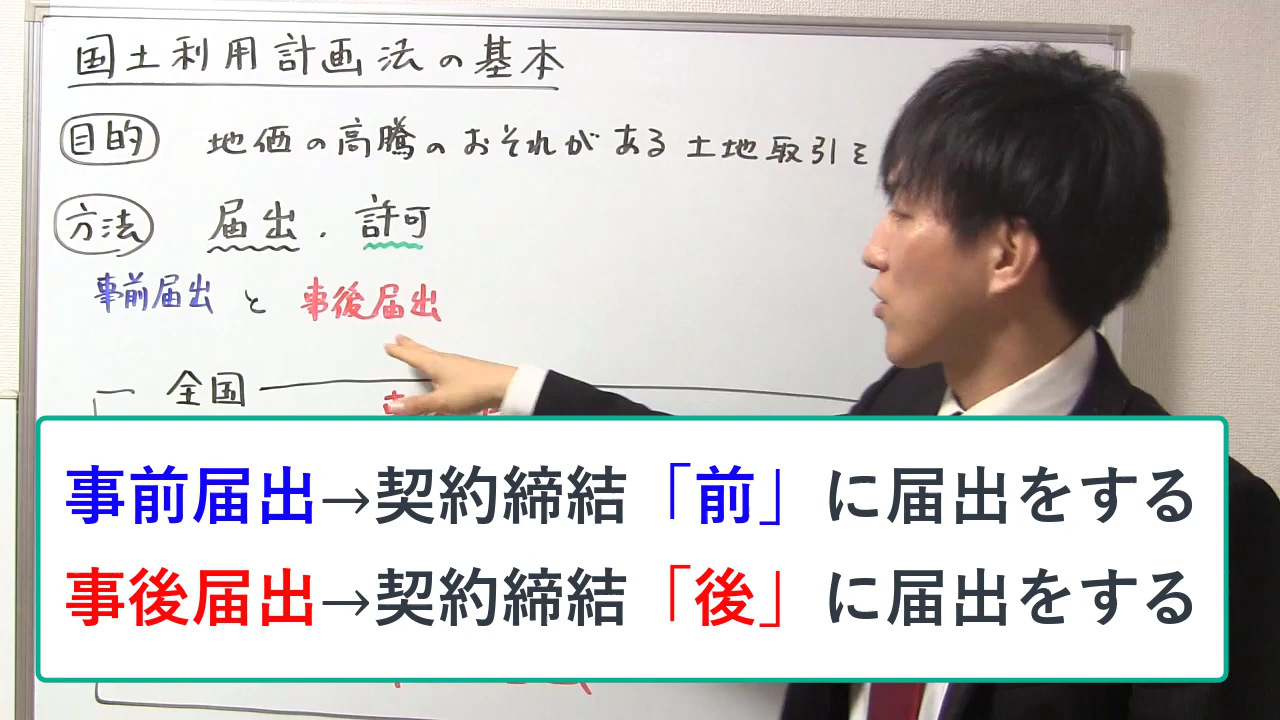 国土利用計画法の基本
目的 地価の高騰のおそれがある土地取引を
方法 届出．許可
事前届出と事後届出
全国
事前届出→契約締結「前」に届出をする
事後届出→契約締結「後」に届出をする